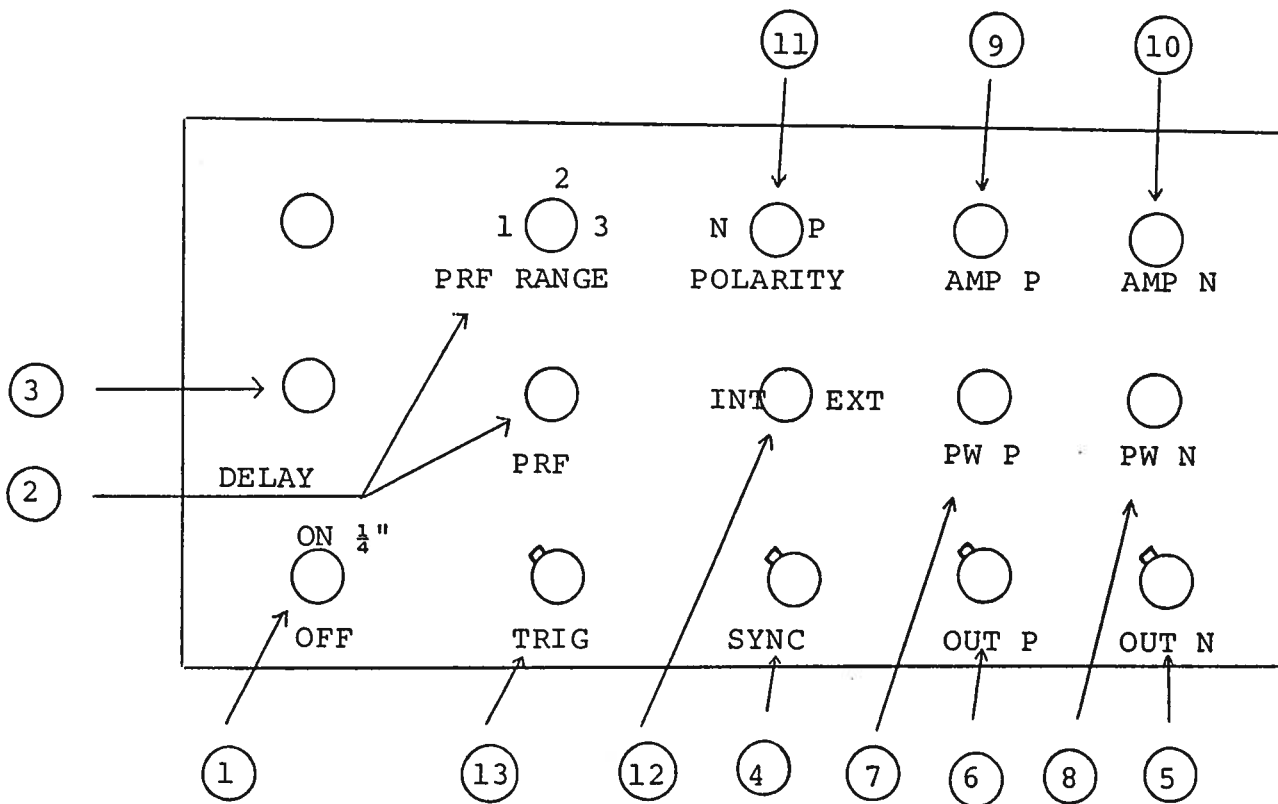 11 9 10
2
1 3 N P
PRF RANGE POLARITY AMP P AMP N
3
INT EXT
PRF PW P PW N
2 DELAY
ON ¼"
OFF TRIG SYNC OUT P OUT N
1 13 12 4 7 6 8 5